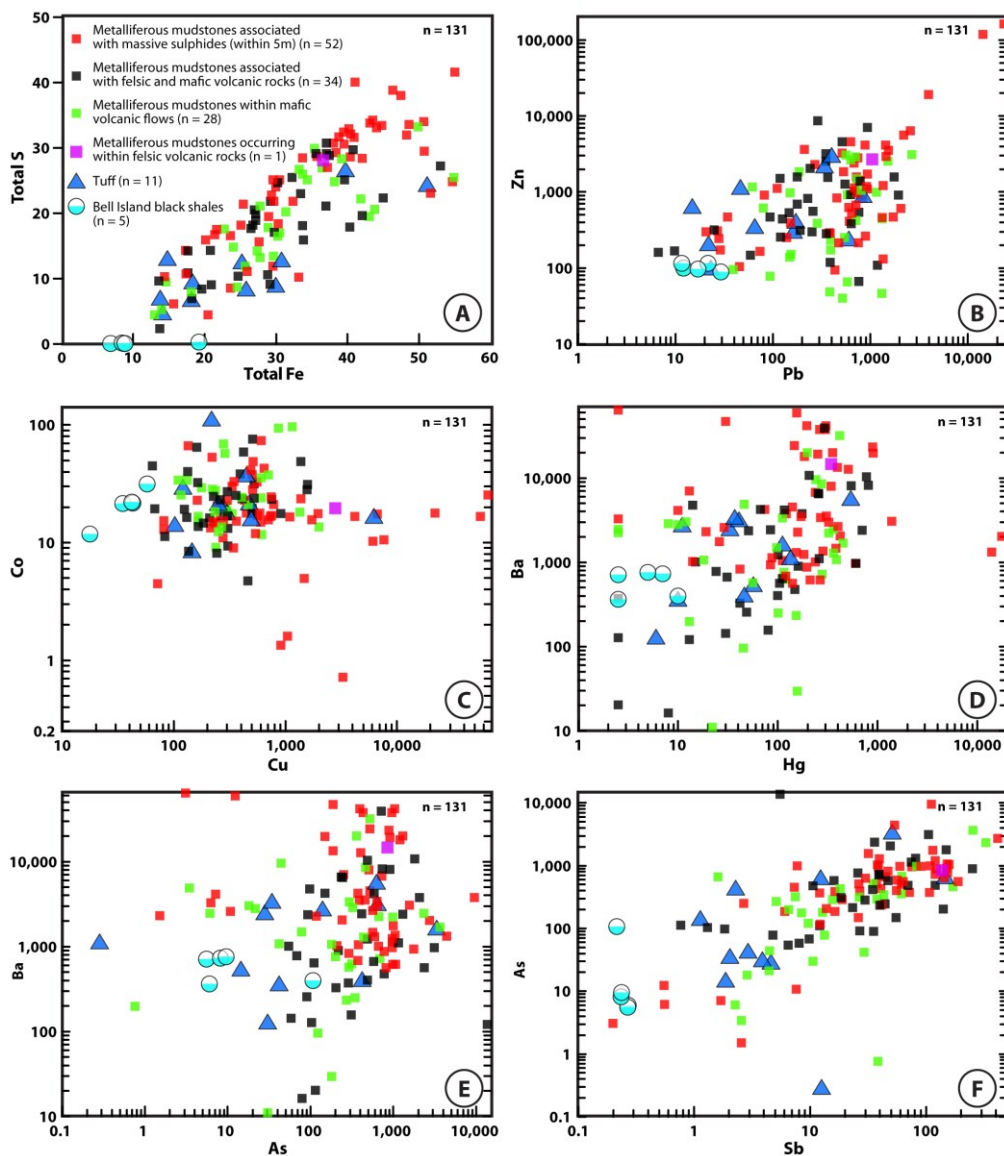 50
40
30
20
10
0
Total S
n = 131
Metalliferous mudstones associated
with massive sulphides (within 5m) (n = 52)
Metalliferous mudstones associated
with felsic and mafic volcanic rocks (n = 34)
Metalliferous mudstones within mafic
volcanic flows (n = 28)
Metalliferous mudstones occurring
within felsic volcanic rocks (n = 1)
Tuff (n = 11)
Bell Island black shales
(n = 5)
A
0 10 20 30 40 50 60
Total Fe
100,000
10,000
1,000
100
10
Zn
n = 131
B
1 10 100 1,000 10,000
Pb
100
10
1
0.2
Co
n = 131
C
10 100 1,000 10,000
Cu
10,000
1,000
100
10
Ba
n = 131
D
1 10 100 1,000 10,000
Hg
10,000
1,000
100
10
Ba
n = 131
E
0.1 1 10 100 1,000 10,000
As
10,000
1,000
100
10
1
0.1
As
n = 131
F
0.1 1 10 100
Sb